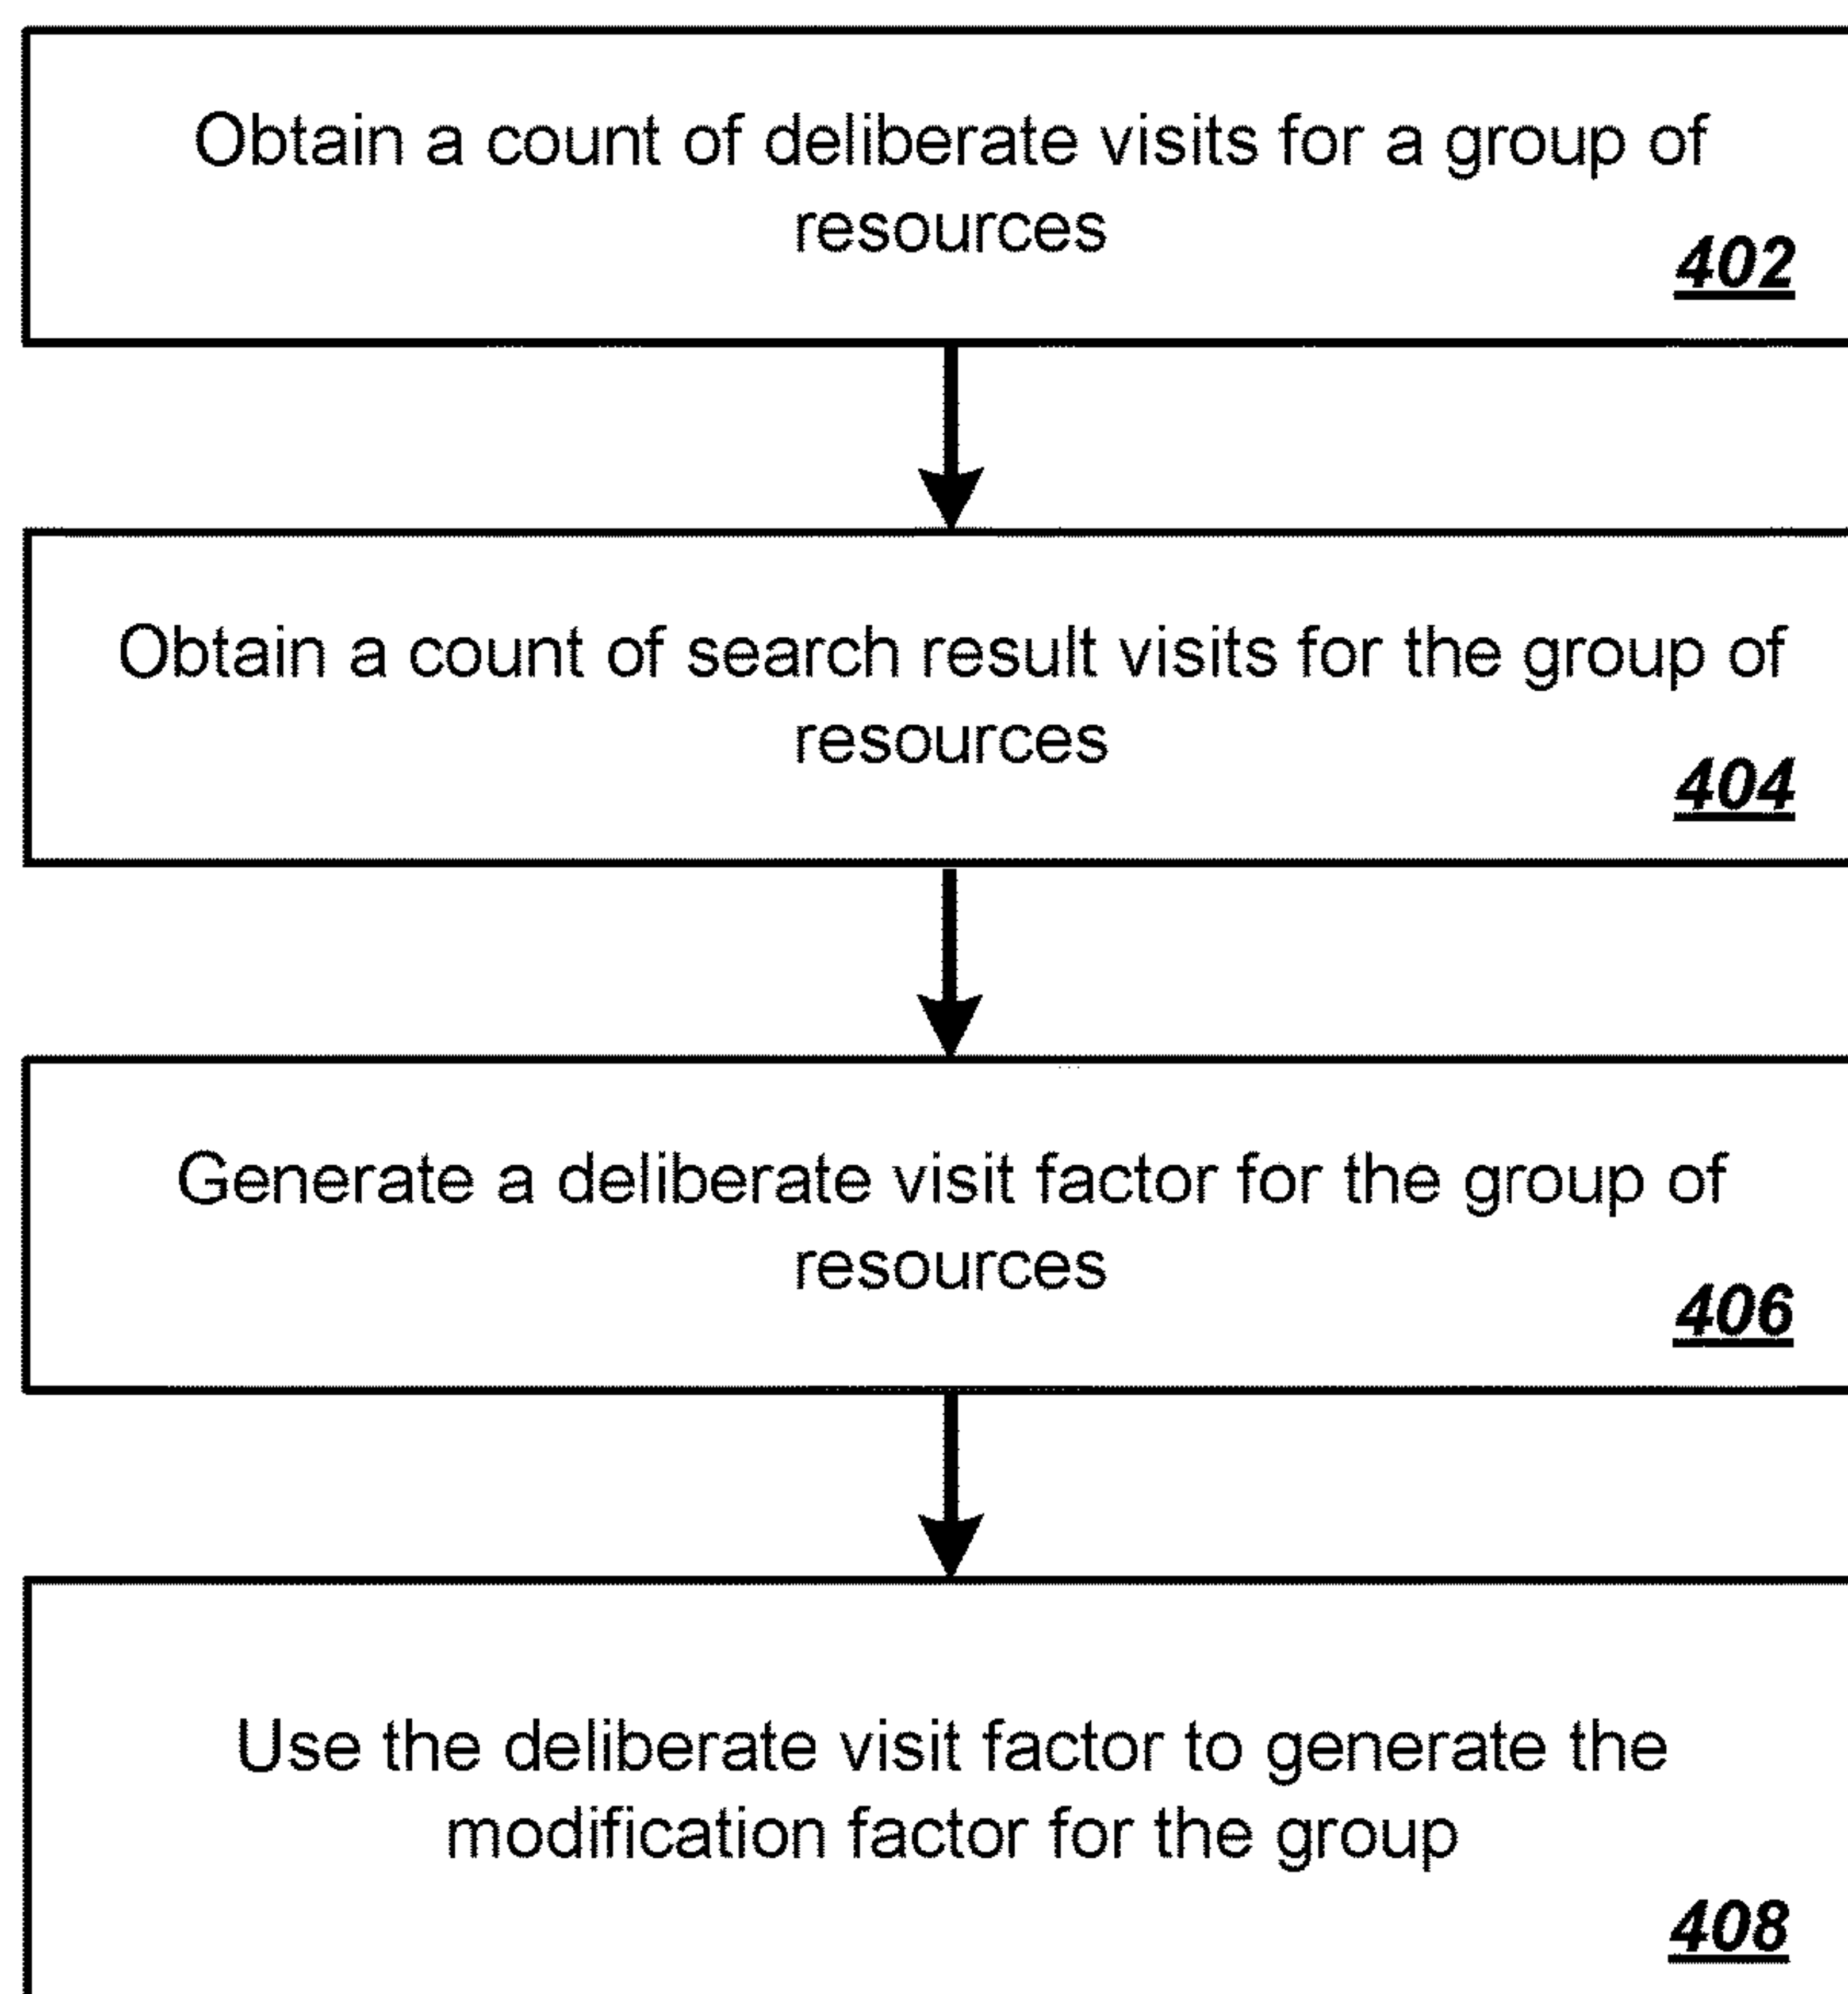 Obtain a count of deliberate visits for a group of
resources
402
Obtain a count of search result visits for the group of
resources
404
Generate a deliberate visit factor for the group of
resources
406
Use the deliberate visit factor to generate the
modification factor for the group
408